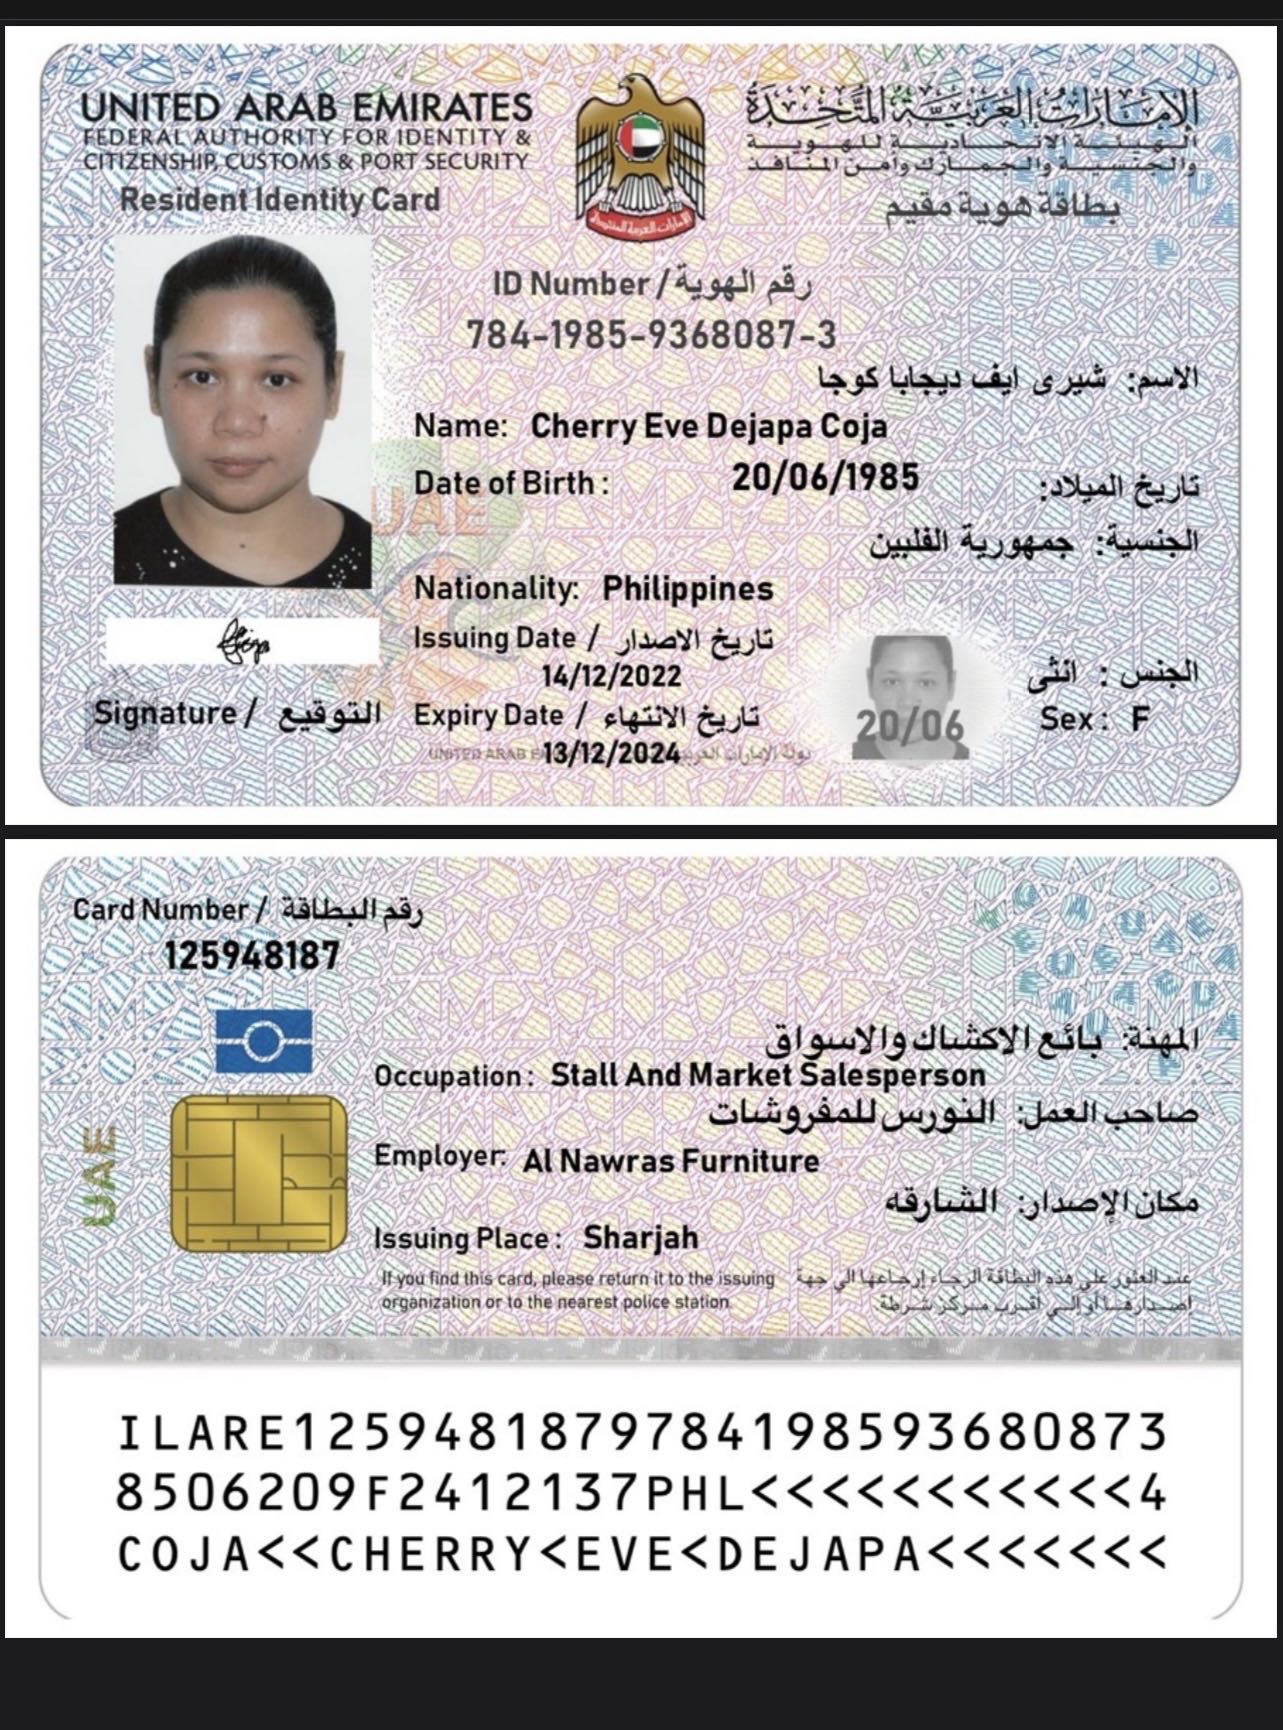 UNITED ARAB EMIRATES
الإمارات العربية المتحدة
FEDERAL AUTHORITY FOR IDENTITY &
الهيئة الاتحادية للهوية
CITIZENSHIP, CUSTOMS & PORT SECURITY
والجنسية والجمارك وأمن المنافذ
Resident Identity Card
بطاقة هوية مقيم
الإمارات العربية المتحدة
ID Number / رقم الهوية
784-1985-9368087-3
الاسم: شيرى ايف ديجابا كوجا
Name: Cherry Eve Dejapa Coja
Date of Birth : 20/06/1985 تاريخ الميلاد:
UAE
الجنسية: جمهورية الفلبين
Nationality: Philippines
Issuing Date / تاريخ الاصدار
14/12/2022
الجنس : انثى
Signature / التوقيع
Expiry Date / تاريخ الانتهاء
20/06
Sex : F
UNITED ARAB E
13/12/2024
Card Number / رقم البطاقة
125948187
المهنة: بائع الاكشاك والاسواق
Occupation : Stall And Market Salesperson
صاحب العمل: النورس للمفروشات
Employer: Al Nawras Furniture
UAE
مكان الإصدار: الشارقه
Issuing Place : Sharjah
If you find this card, please return it to the issuing
عند العثور على هذه البطاقة الرجاء إرجاعها الى جهة
organization or to the nearest police station.
اصدارها أو الى أقرب مركز شرطة.
ILARE1259481879784198593680873
8506209F2412137PHL<<<<<<<<<<<4
COJA<<CHERRY<EVE<DEJAPA<<<<<<<